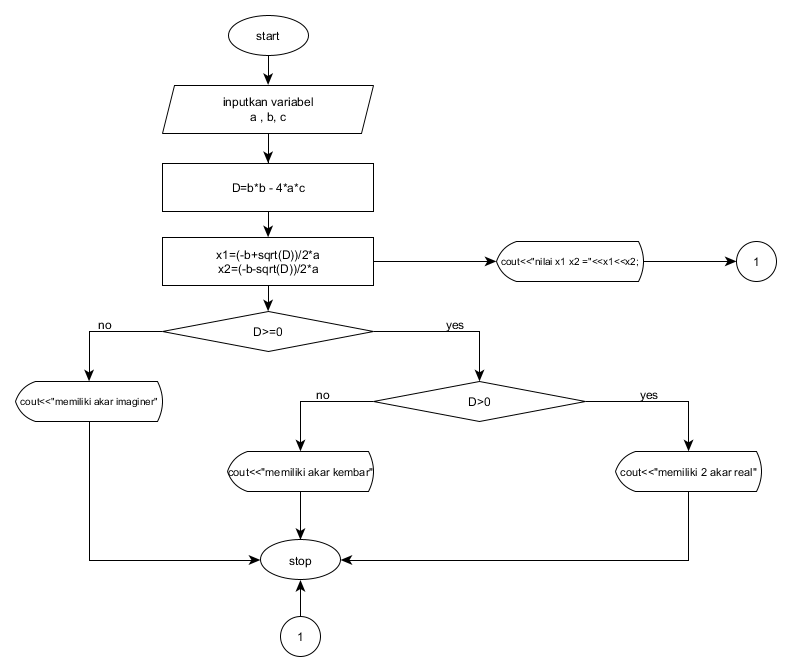 start
inputkan variabel
a , b, c
D=b*b - 4*a*c
x1=(-b+sqrt(D))/2*a
x2=(-b-sqrt(D))/2*a
cout<<"nilai x1 x2 ="<<x1<<x2;
1
D>=0
no
yes
cout<<"memiliki akar imaginer"
D>0
no
yes
cout<<"memiliki akar kembar"
cout<<"memiliki 2 akar real"
stop
1